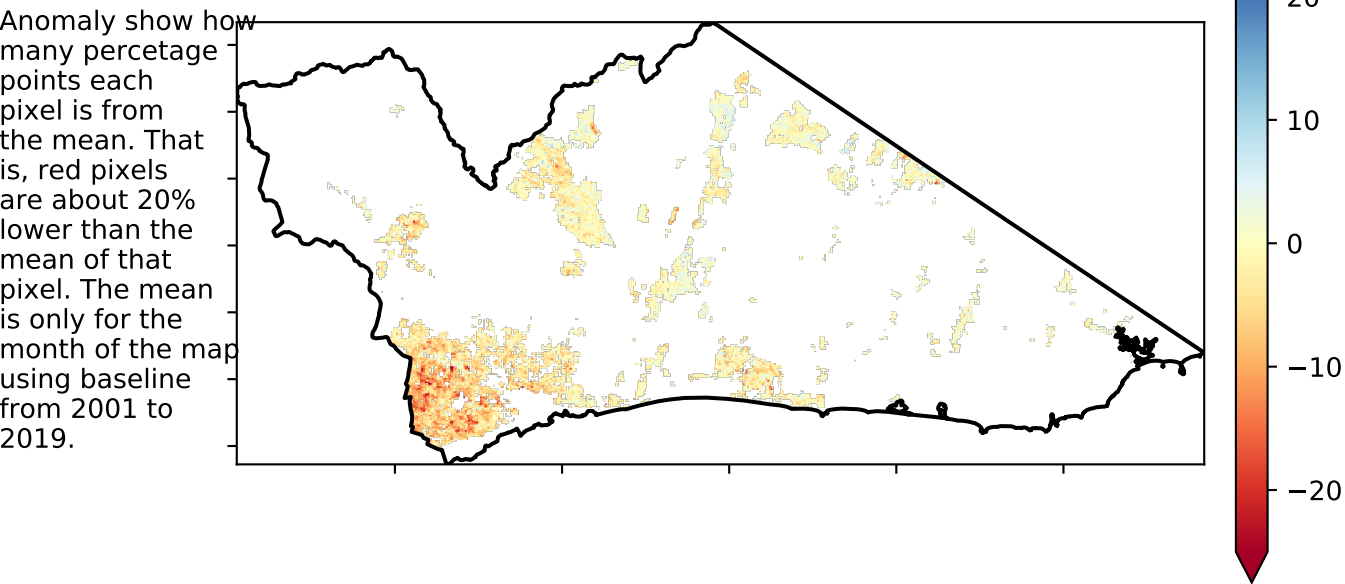 Anomaly show how
many percetage
points each
pixel is from
the mean. That
is, red pixels
are about 20%
lower than the
mean of that
pixel. The mean
is only for the
month of the map
using baseline
from 2001 to
2019.
20
10
0
−10
−20